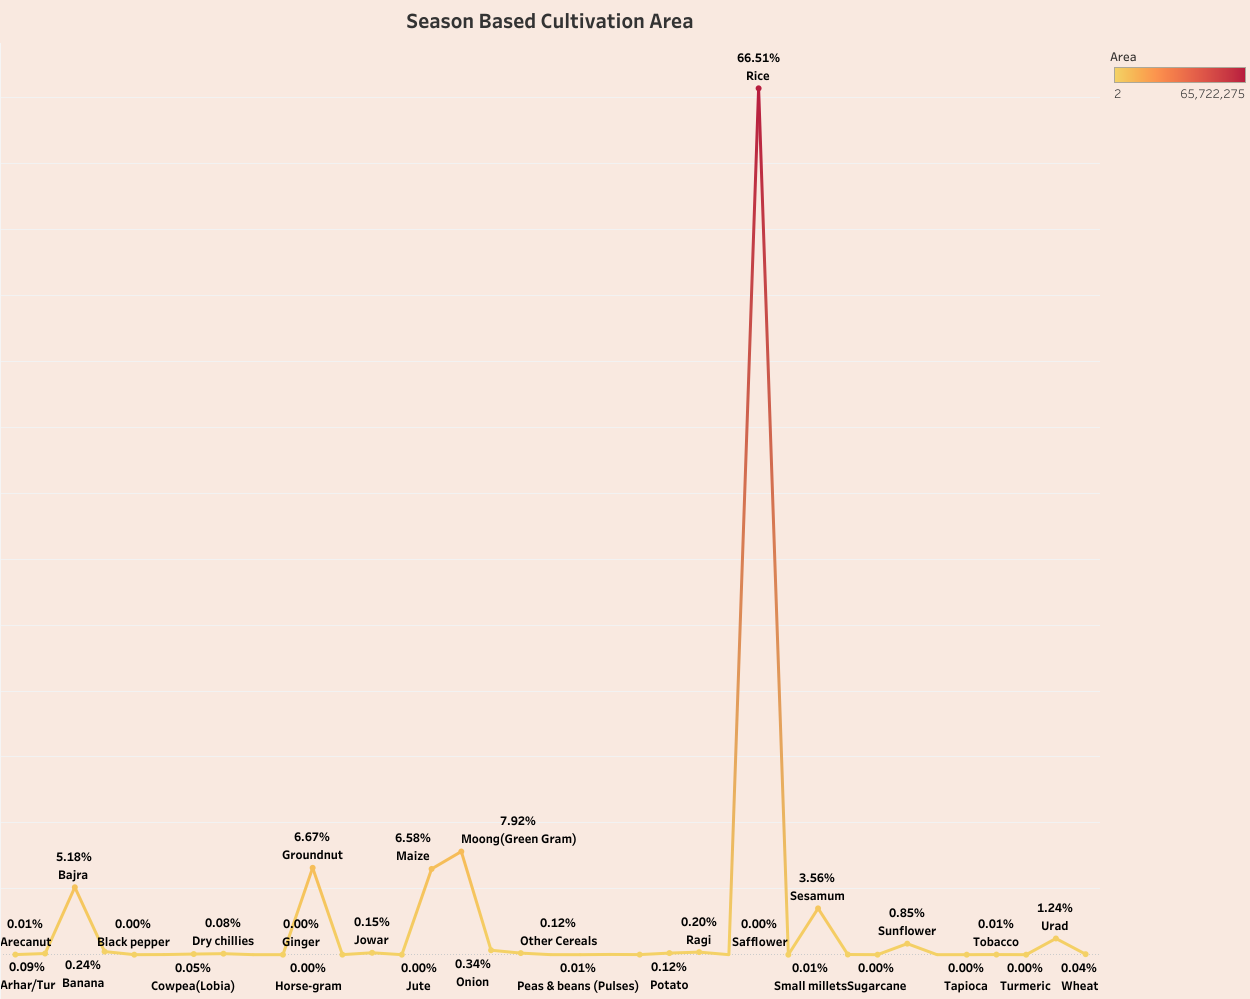 Season Based Cultivation Area
Area
2 65,722,275
66.51%
Rice
7.92%
Moong(Green Gram)
6.67%
Groundnut
6.58%
Maize
5.18%
Bajra
3.56%
Sesamum
1.24%
Urad
0.85%
Sunflower
0.01%
Arecanut
0.00%
Black pepper
0.08%
Dry chillies
0.00%
Ginger
0.15%
Jowar
0.12%
Other Cereals
0.20%
Ragi
0.00%
Safflower
0.01%
Tobacco
0.09%
Arhar/Tur
0.24%
Banana
0.05%
Cowpea(Lobia)
0.00%
Horse-gram
0.00%
Jute
0.34%
Onion
0.01%
Peas & beans (Pulses)
0.12%
Potato
0.01%
Small millets
0.00%
Sugarcane
0.00%
Tapioca
0.00%
Turmeric
0.04%
Wheat